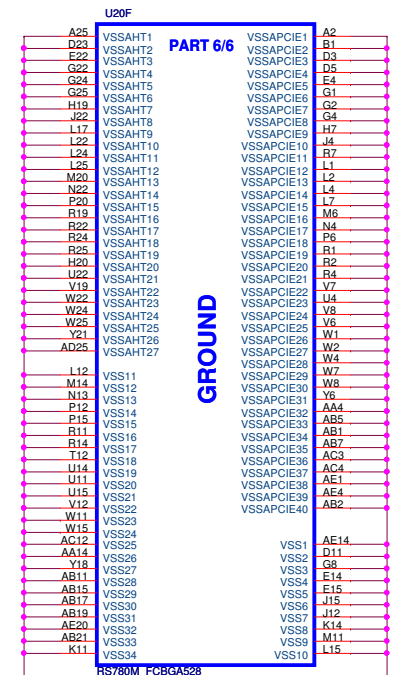 U20F
PART 6/6
A25 VSSAHT1 VSSAPCIE1 A2
D23 VSSAHT2 VSSAPCIE2 B1
E22 VSSAHT3 VSSAPCIE3 D3
G22 VSSAHT4 VSSAPCIE4 D5
G24 VSSAHT5 VSSAPCIE5 E4
G25 VSSAHT6 VSSAPCIE6 G1
H19 VSSAHT7 VSSAPCIE7 G2
J22 VSSAHT8 VSSAPCIE8 G4
L17 VSSAHT9 VSSAPCIE9 H7
L22 VSSAHT10 VSSAPCIE10 J4
L24 VSSAHT11 VSSAPCIE11 R7
L25 VSSAHT12 VSSAPCIE12 L1
M20 VSSAHT13 VSSAPCIE13 L2
N22 VSSAHT14 VSSAPCIE14 L4
P20 VSSAHT15 VSSAPCIE15 L7
R19 VSSAHT16 VSSAPCIE16 M6
R22 VSSAHT17 VSSAPCIE17 N4
R24 VSSAHT18 VSSAPCIE18 P6
R25 VSSAHT19 VSSAPCIE19 R1
H20 VSSAHT20 VSSAPCIE20 R2
U22 VSSAHT21 VSSAPCIE21 R4
V19 VSSAHT22 VSSAPCIE22 V7
W22 VSSAHT23 VSSAPCIE23 U4
W24 VSSAHT24 VSSAPCIE24 V8
W25 VSSAHT25 VSSAPCIE25 V6
Y21 VSSAHT26 VSSAPCIE26 W1
AD25 VSSAHT27 VSSAPCIE27 W2
VSSAPCIE28 W4
L12 VSS11 VSSAPCIE29 W7
M14 VSS12 VSSAPCIE30 W8
N13 VSS13 VSSAPCIE31 Y6
P12 VSS14 VSSAPCIE32 AA4
P15 VSS15 VSSAPCIE33 AB5
R11 VSS16 VSSAPCIE34 AB1
R14 VSS17 VSSAPCIE35 AB7
T12 VSS18 VSSAPCIE36 AC3
U14 VSS19 VSSAPCIE37 AC4
U11 VSS20 VSSAPCIE38 AE1
U15 VSS21 VSSAPCIE39 AE4
V12 VSS22 VSSAPCIE40 AB2
W11 VSS23
W15 VSS24
AC12 VSS25 VSS1 AE14
AA14 VSS26 VSS2 D11
Y18 VSS27 VSS3 G8
AB11 VSS28 VSS4 E14
AB15 VSS29 VSS5 E15
AB17 VSS30 VSS6 J15
AB19 VSS31 VSS7 J12
AE20 VSS32 VSS8 K14
AB21 VSS33 VSS9 M11
K11 VSS34 VSS10 L15
GROUND
RS780M_FCBGA528